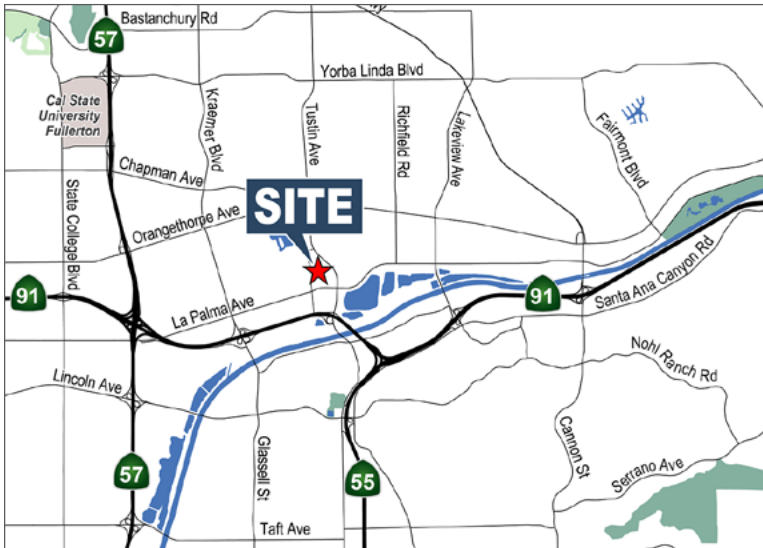 Bastanchury Rd
57
Yorba Linda Blvd
Cal State
University
Fullerton
Kraemer Blvd
Tustin Ave
Richfield Rd
Lakeview Ave
Fairmont Blvd
Chapman Ave
State College Blvd
Orangethorpe Ave
SITE
91
La Palma Ave
91
Santa Ana Canyon Rd
Lincoln Ave
Nohl Ranch Rd
57
Glassell St
55
Cannon St
Serrano Ave
Taft Ave